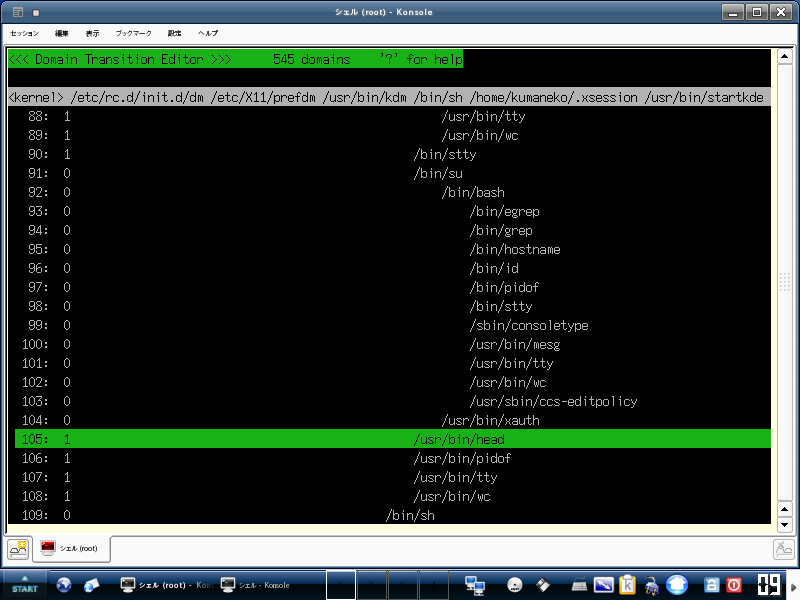 シェル (root) - Konsole
セッション 編集 表示 ブックマーク 設定 ヘルプ
<<< Domain Transition Editor >>> 545 domains '?' for help
<kernel> /etc/rc.d/init.d/dm /etc/X11/prefdm /usr/bin/kdm /bin/sh /home/kumaneko/.xsession /usr/bin/startkde
88: 1 /usr/bin/tty
89: 1 /usr/bin/wc
90: 1 /bin/stty
91: 0 /bin/su
92: 0 /bin/bash
93: 0 /bin/egrep
94: 0 /bin/grep
95: 0 /bin/hostname
96: 0 /bin/id
97: 0 /bin/pidof
98: 0 /bin/stty
99: 0 /sbin/consoletype
100: 0 /usr/bin/mesg
101: 0 /usr/bin/tty
102: 0 /usr/bin/wc
103: 0 /usr/sbin/ccs-editpolicy
104: 0 /usr/bin/xauth
105: 1 /usr/bin/head
106: 1 /usr/bin/pidof
107: 1 /usr/bin/tty
108: 1 /usr/bin/wc
109: 0 /bin/sh
シェル (root)
START シェル (root) - Kons シェル - Konsole